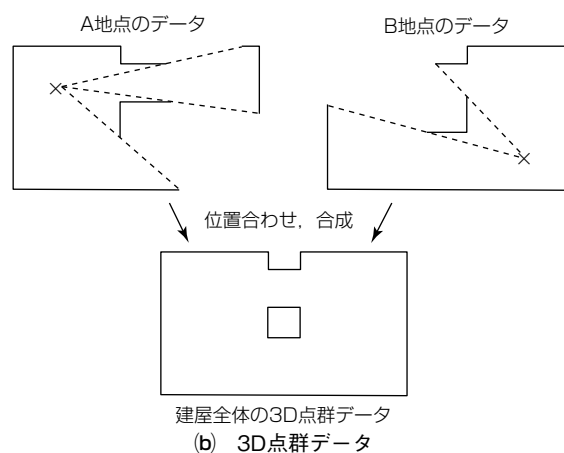 A地点のデータ
B地点のデータ
位置合わせ，合成
建屋全体の3D点群データ
(b) 3D点群データ